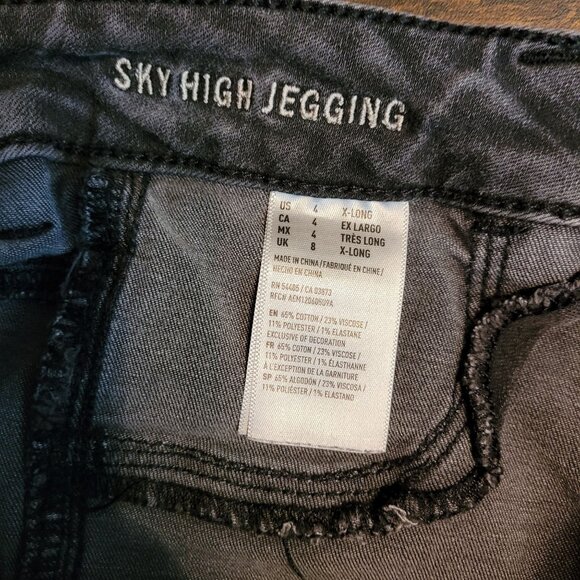 SKY HIGH JEGGING
US 4 X-LONG
CA 4 EX LARGO
MX 4 TRÈS LONG
UK 8 X-LONG
MADE IN CHINA / FABRIQUÉ EN CHINE /
HECHO EN CHINA
RN 54485 / CA 03873
RFC# AEM1206405U9A
EN 65% COTTON / 23% VISCOSE /
11% POLYESTER / 1% ELASTANE
EXCLUSIVE OF DECORATION
FR 65% COTON / 23% VISCOSE /
11% POLYESTER / 1% ÉLASTHANNE
À L'EXCEPTION DE LA GARNITURE
SP 65% ALGODÓN / 23% VISCOSA /
11% POLIÉSTER / 1% ELASTANE